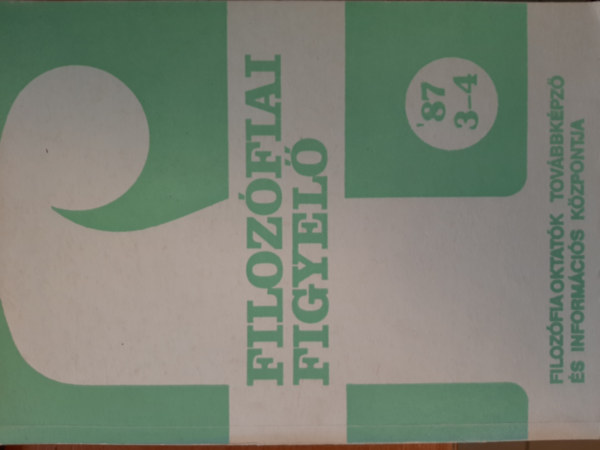 FILOZÓFIAI
FIGYELŐ
'87
3-4
FILOZÓFIAOKTATÓK TOVÁBBKÉPZŐ
ÉS INFORMÁCIÓS KÖZPONTJA